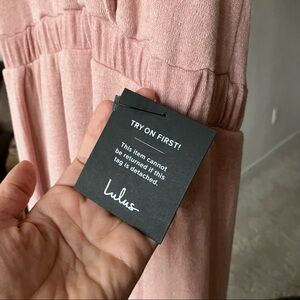 TRY ON FIRST!
This item cannot
be returned if this
tag is detached.
Lulus